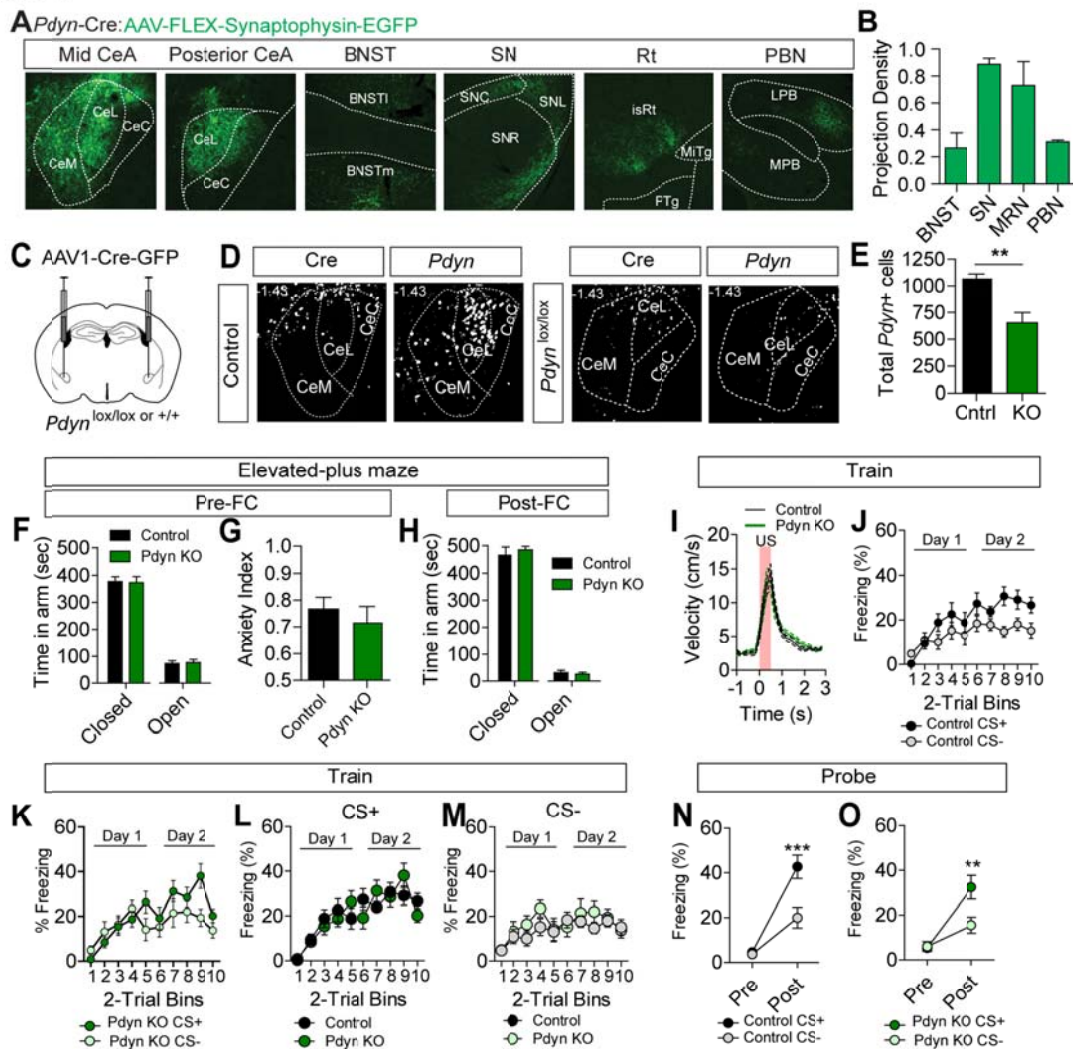 A Pdyn-Cre:AAV-FLEX-Synaptophysin-EGFP
Mid CeA Posterior CeA BNST SN Rt PBN
CeL CeC CeM
CeL CeC
BNSTl BNSTm
SNC SNL SNR
isRt MiTg FTg
LPB MPB
B
Projection Density
1.0
0.8
0.6
0.4
0.2
0.0
BNST SN MRN PBN
C AAV1-Cre-GFP
Pdyn lox/lox or +/+
D
Cre Pdyn Cre Pdyn
Control
-1.43 CeL CeC CeM
-1.43 CeC CeL CeM
Pdyn lox/lox
-1.43 CeL CeM CeC
-1.43 CeL CeM CeC
E
**
Total Pdyn+ cells
1250
1000
750
500
250
0
Cntrl KO
Elevated-plus maze
Pre-FC Post-FC
F
Control
Pdyn KO
Time in arm (sec)
500
400
300
200
100
0
Closed Open
G
Anxiety Index
1.0
0.9
0.8
0.7
0.6
0.5
Control Pdyn KO
H
Control
Pdyn KO
Time in arm (sec)
500
400
300
200
100
0
Closed Open
Train
I
Control
Pdyn KO
US
Velocity (cm/s)
20
15
10
5
0
-1 0 1 2 3
Time (s)
J
Day 1 Day 2
Freezing (%)
60
40
20
0
1 2 3 4 5 6 7 8 9 10
2-Trial Bins
Control CS+
Control CS-
Train
K
Day 1 Day 2
% Freezing
60
40
20
0
1 2 3 4 5 6 7 8 9 10
2-Trial Bins
Pdyn KO CS+
Pdyn KO CS-
L
CS+
Day 1 Day 2
Freezing (%)
60
40
20
0
1 2 3 4 5 6 7 8 9 10
2-Trial Bins
Control
Pdyn KO
M
CS-
Day 1 Day 2
% Freezing
60
40
20
0
1 2 3 4 5 6 7 8 9 10
2-Trial Bins
Control
Pdyn KO
Probe
N
***
Freezing (%)
60
40
20
0
Pre Post
Control CS+
Control CS-
O
**
Freezing (%)
60
40
20
0
Pre Post
Pdyn K0 CS+
Pdyn KO CS-